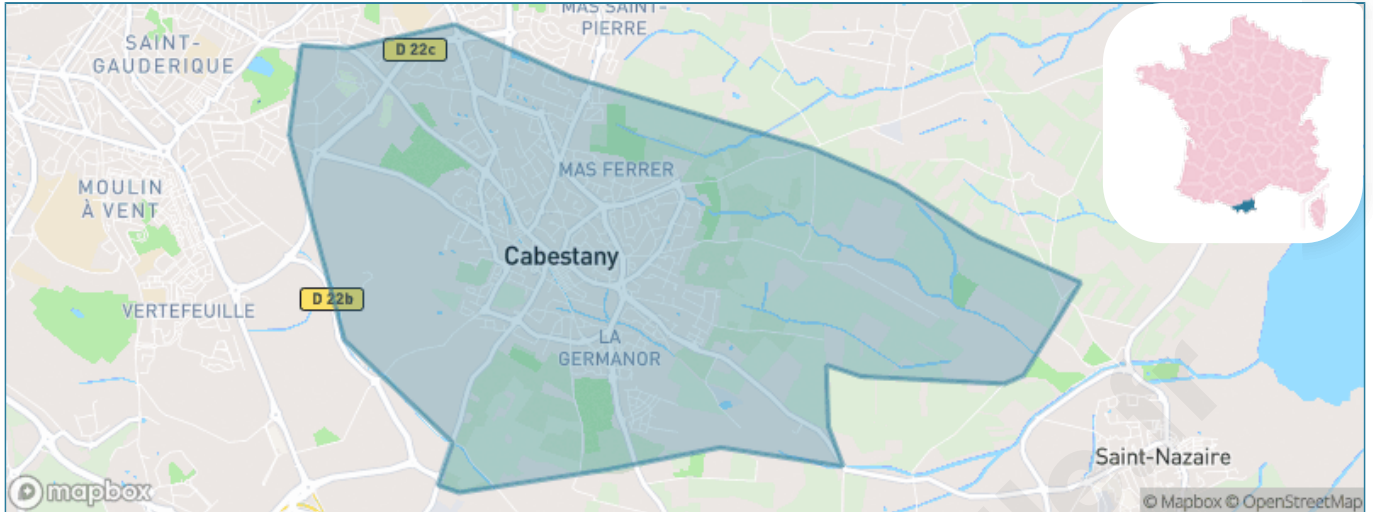 MAS SAINT-
PIERRE
SAINT-
GAUDERIQUE
D 22c
MAS FERRER
MOULIN
À VENT
Cabestany
D 22b
VERTEFEUILLE
LA
GERMANOR
Saint-Nazaire
mapbox
© Mapbox © OpenStreetMap